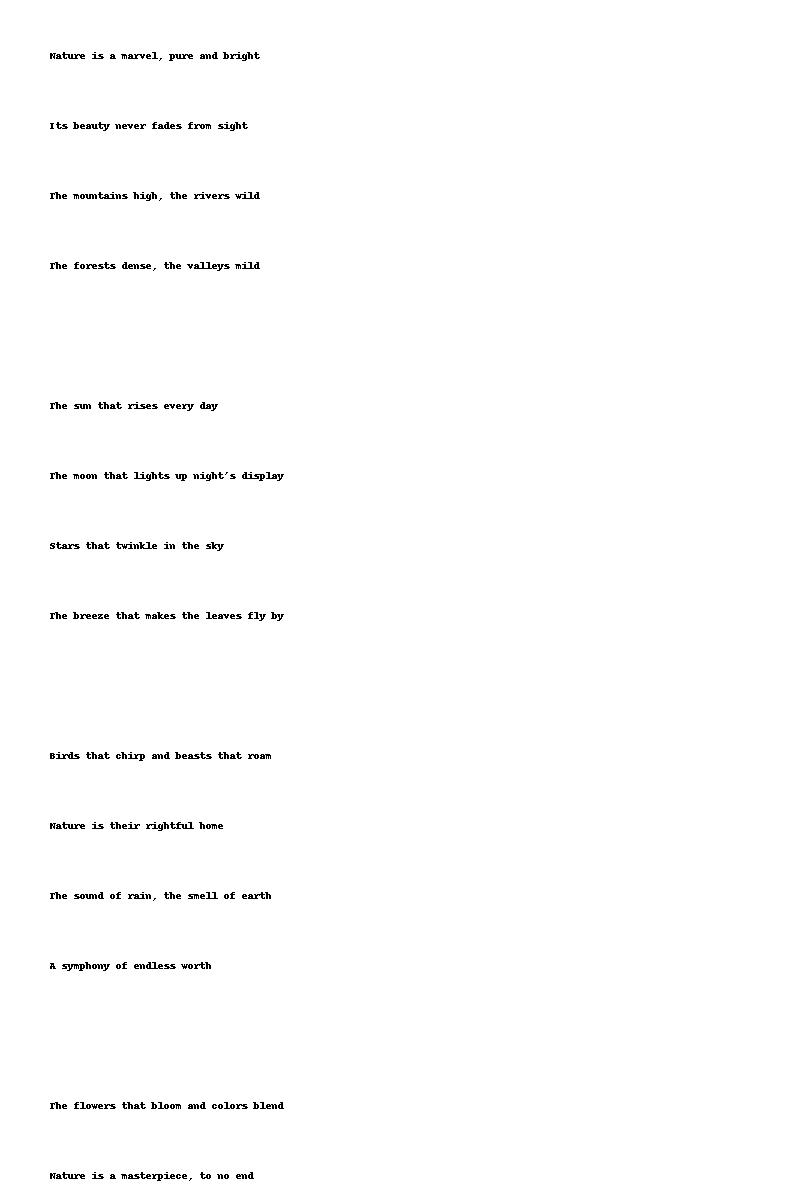 Nature is a marvel, pure and bright
Its beauty never fades from sight
The mountains high, the rivers wild
The forests dense, the valleys mild
The sun that rises every day
The moon that lights up night's display
Stars that twinkle in the sky
The breeze that makes the leaves fly by
Birds that chirp and beasts that roam
Nature is their rightful home
The sound of rain, the smell of earth
A symphony of endless worth
The flowers that bloom and colors blend
Nature is a masterpiece, to no end